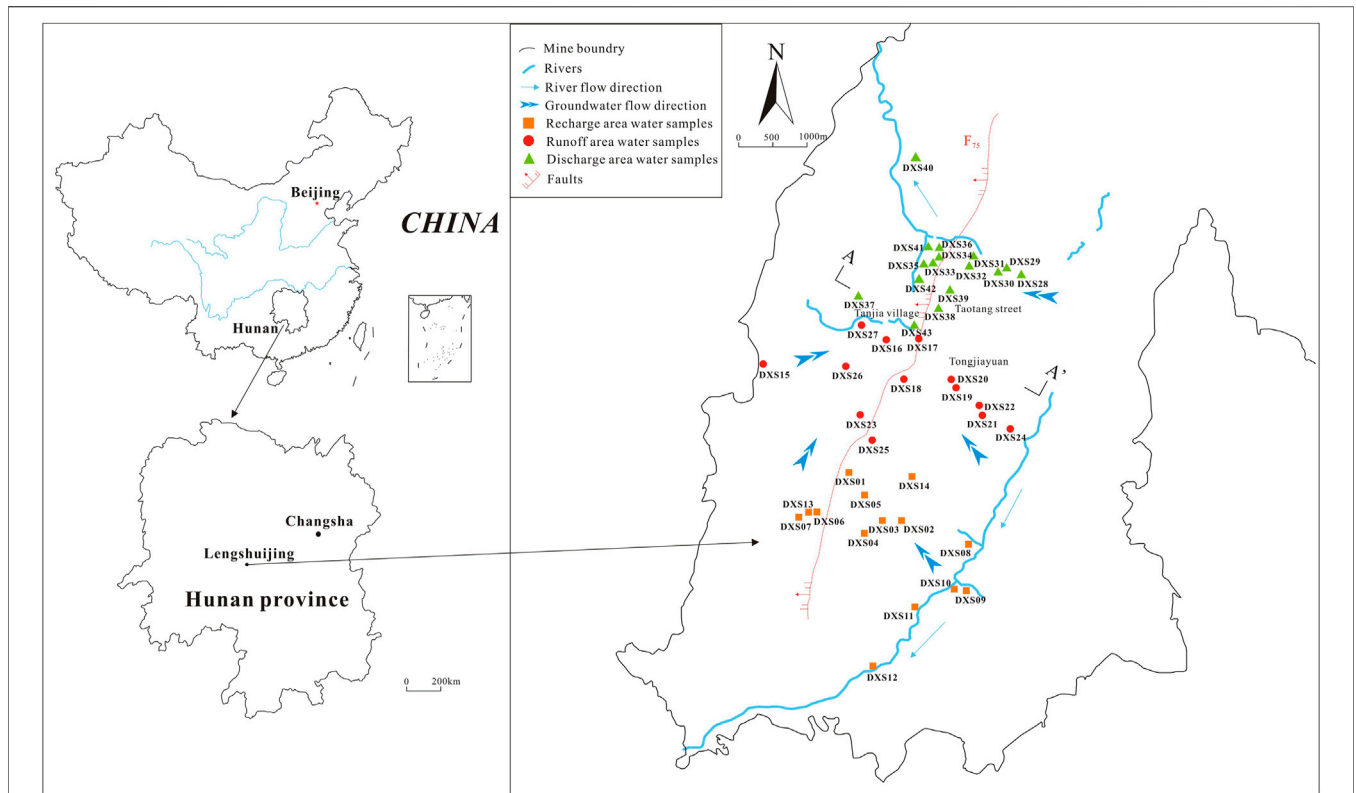 Beijing
CHINA
Hunan
Changsha
Lengshuijing
Hunan province
0 200km
Mine boundry
Rivers
River flow direction
Groundwater flow direction
Recharge area water samples
Runoff area water samples
Discharge area water samples
Faults
N
0 500 1000m
F75
DXS40
DXS41
DXS36
DXS34
DXS35
DXS33
DXS31
DXS29
DXS32
DXS30
DXS28
A
DXS42
DXS39
DXS37
DXS38
Taotang street
Tanjia village
DXS43
DXS27
DXS16
DXS17
DXS15
DXS26
Tongjiayuan
A’
DXS18
DXS20
DXS19
DXS22
DXS21
DXS23
DXS24
DXS25
DXS01
DXS14
DXS05
DXS13
DXS07
DXS06
DXS03
DXS02
DXS04
DXS08
DXS10
DXS09
DXS11
DXS12